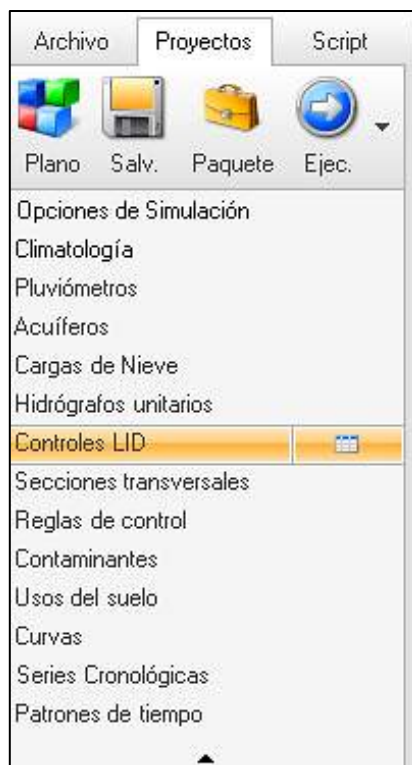 Archivo Proyectos Script
Plano Salv. Paquete Ejec.
Opciones de Simulación
Climatología
Pluviómetros
Acuíferos
Cargas de Nieve
Hidrógrafos unitarios
Controles LID
Secciones transversales
Reglas de control
Contaminantes
Usos del suelo
Curvas
Series Cronológicas
Patrones de tiempo